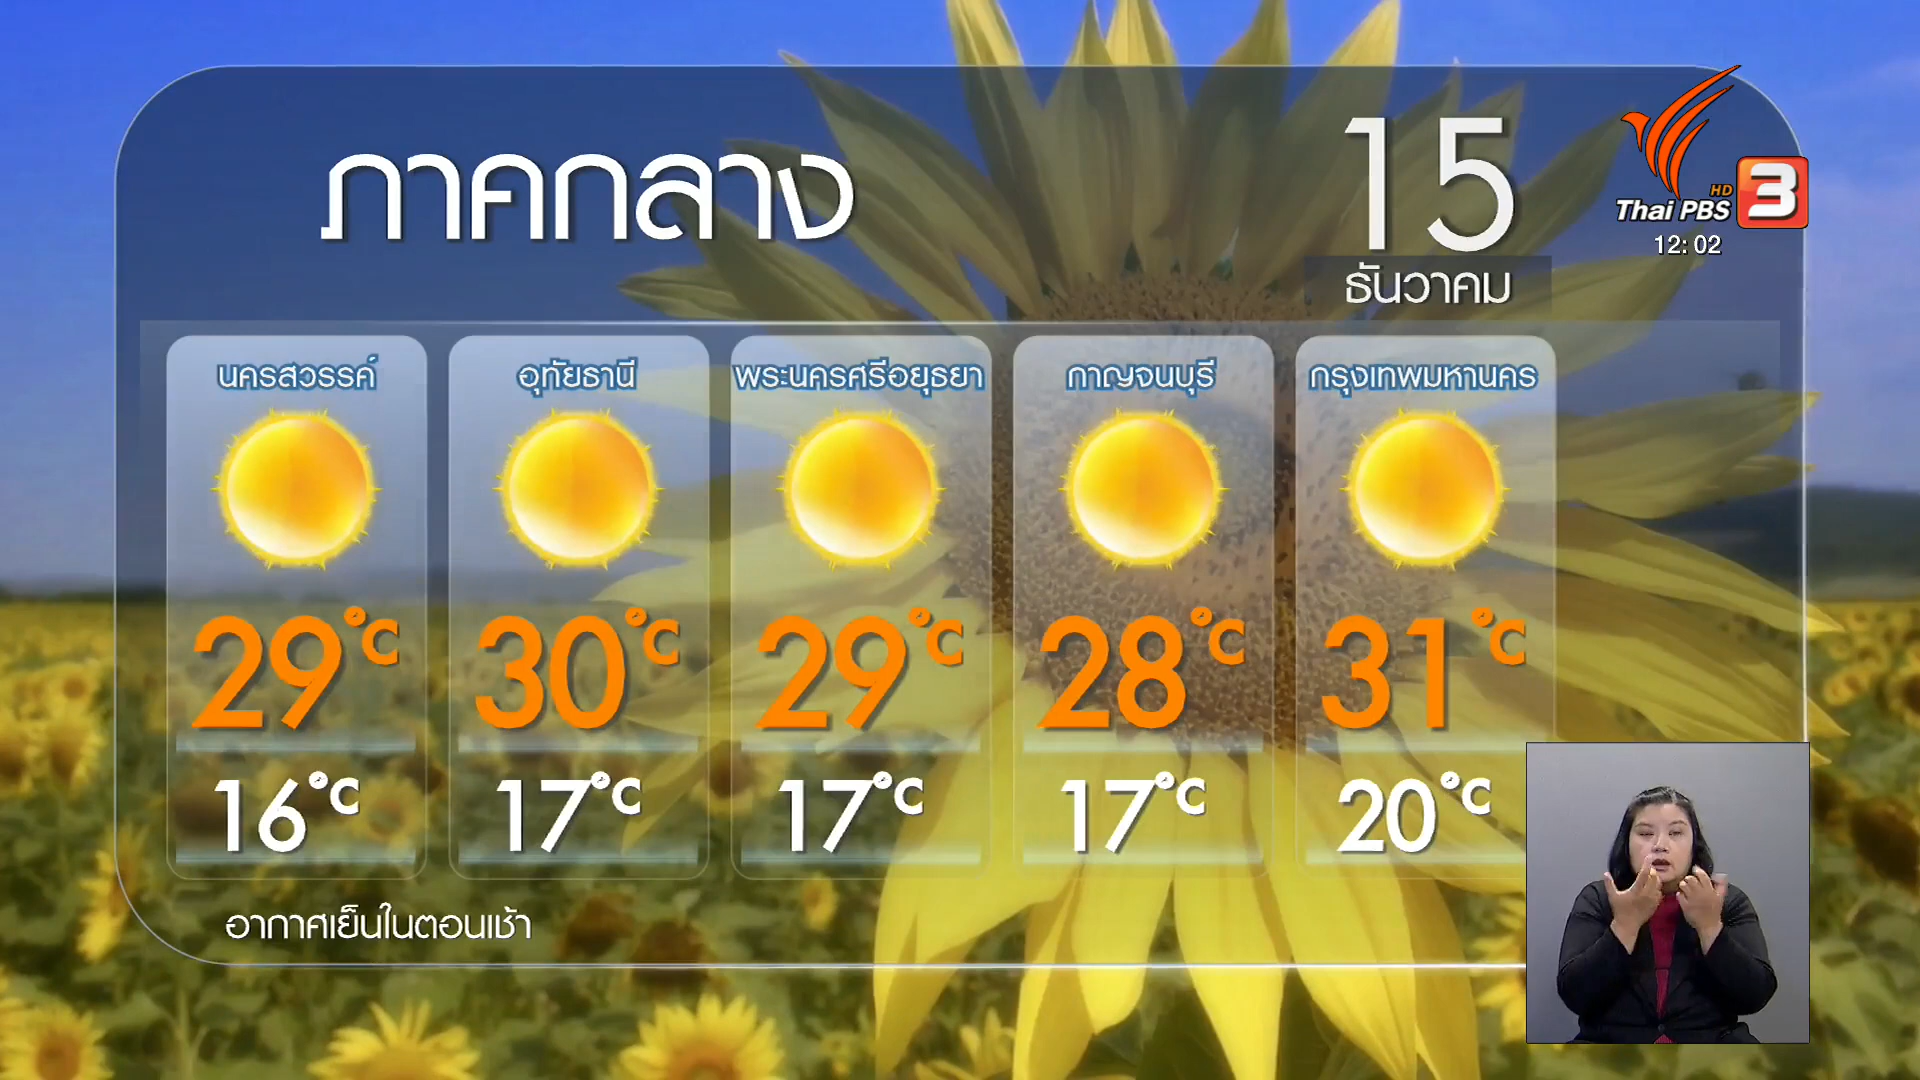 ภาคกลาง
15
ธันวาคม
HD
Thai PBS 3
12:02
นครสวรรค์ อุทัยธานี พระนครศรีอยุธยา กาญจนบุรี กรุงเทพมหานคร
29°C 30°C 29°C 28°C 31°C
16°C 17°C 17°C 17°C 20°C
อากาศเย็นในตอนเช้า